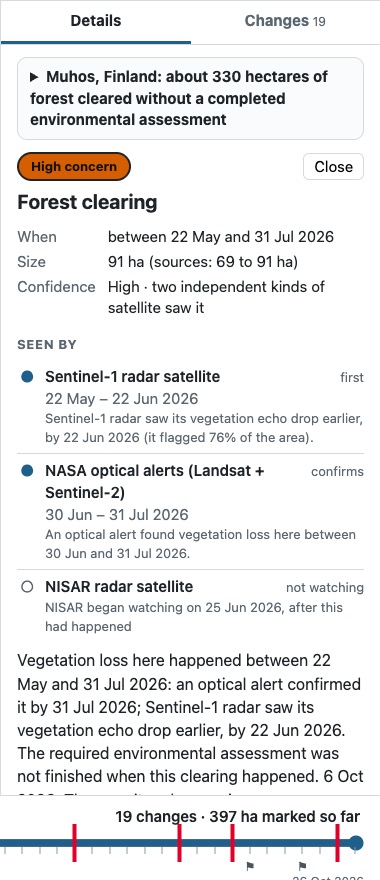 Details Changes 19
▶ Muhos, Finland: about 330 hectares of
forest cleared without a completed
environmental assessment
High concern Close
Forest clearing
When between 22 May and 31 Jul 2026
Size 91 ha (sources: 69 to 91 ha)
Confidence High · two independent kinds of
satellite saw it
SEEN BY
Sentinel-1 radar satellite first
22 May – 22 Jun 2026
Sentinel-1 radar saw its vegetation echo drop earlier,
by 22 Jun 2026 (it flagged 76% of the area).
NASA optical alerts (Landsat + confirms
Sentinel-2)
30 Jun – 31 Jul 2026
An optical alert found vegetation loss here between
30 Jun and 31 Jul 2026.
NISAR radar satellite not watching
NISAR began watching on 25 Jun 2026, after this
had happened
Vegetation loss here happened between 22
May and 31 Jul 2026: an optical alert confirmed
it by 31 Jul 2026; Sentinel-1 radar saw its
vegetation echo drop earlier, by 22 Jun 2026.
The required environmental assessment was
not finished when this clearing happened. 6 Oct
19 changes · 397 ha marked so far